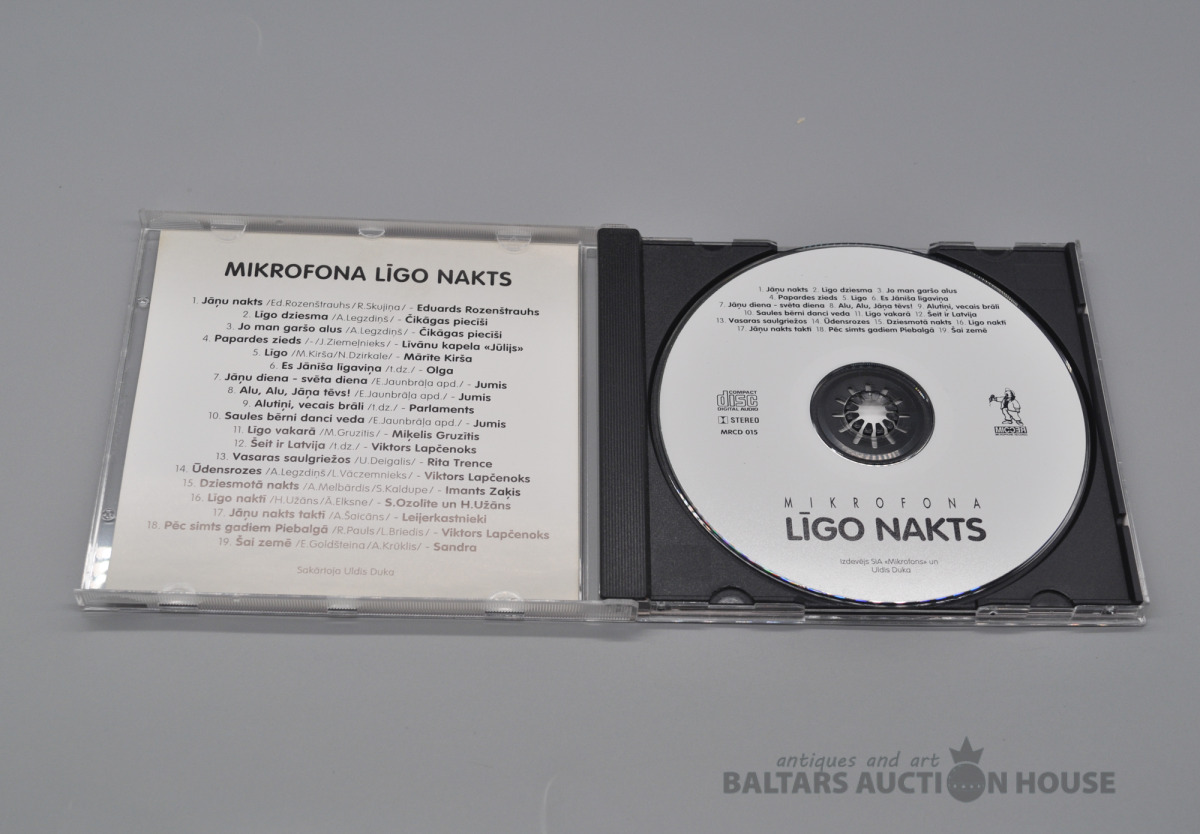 MIKROFONA LĪGO NAKTS
1. Jāņu nakts /Ed.Rozenštrauhs/R.Skujiņa/ - Eduards Rozenštrauhs
2. Līgo dziesma /A.Legzdiņš/ - Čikāgas piecīši
3. Jo man garšo alus /A.Legzdiņš/ - Čikāgas piecīši
4. Papardes zieds /-/J.Ziemeļnieks/ - Līvānu kapela «Jūlijs»
5. Līgo /M.Kirša/N.Dzirkale/ - Mārīte Kirša
6. Es Jānīša līgaviņa /t.dz./ - Olga
7. Jāņu diena - svēta diena /E.Jaunbrāļa apd./ - Jumis
8. Alu, Alu, Jāņa tēvs! /E.Jaunbrāļa apd./ - Jumis
9. Alutiņi, vecais brāli /t.dz./ - Parlaments
10. Saules bērni danci veda /E.Jaunbrāļa apd./ - Jumis
11. Līgo vakarā /M.Gruzītis/ - Miķelis Gruzītis
12. Šeit ir Latvija /t.dz./ - Viktors Lapčenoks
13. Vasaras saulgriežos /U.Deigalis/ - Rita Trence
14. Ūdensrozes /A.Legzdiņš/L.Vāczemnieks/ - Viktors Lapčenoks
15. Dziesmotā nakts /A.Melbārdis/S.Kaldupe/ - Imants Zaķis
16. Līgo naktī /H.Užāns/Ā.Elksne/ - S.Ozolīte un H.Užāns
17. Jāņu nakts taktī /A.Šaicāns/ - Leijerkastnieki
18. Pēc simts gadiem Piebalgā /R.Pauls/L.Briedis/ - Viktors Lapčenoks
19. Šai zemē /E.Goldšteina/A.Krūklis/ - Sandra
Sakārtoja Uldis Duka
1. Jāņu nakts 2. Līgo dziesma 3. Jo man garšo alus
4. Papardes zieds 5. Līgo 6. Es Jānīša līgaviņa
7. Jāņu diena - svēta diena 8. Alu, Alu, Jāņa tēvs! 9. Alutiņi, vecais brāli
10. Saules bērni danci veda 11. Līgo vakarā 12. Šeit ir Latvija
13. Vasaras saulgriežos 14. Ūdensrozes 15. Dziesmotā nakts 16. Līgo naktī
17. Jāņu nakts taktī 18. Pēc simts gadiem Piebalgā 19. Šai zemē
COMPACT
disc
DIGITAL AUDIO
STEREO
MRCD 015
MIKROFONA
LĪGO NAKTS
Izdevējs SIA «Mikrofons» un
Uldis Duka
antiques and art
BALTARS AUCTION HOUSE